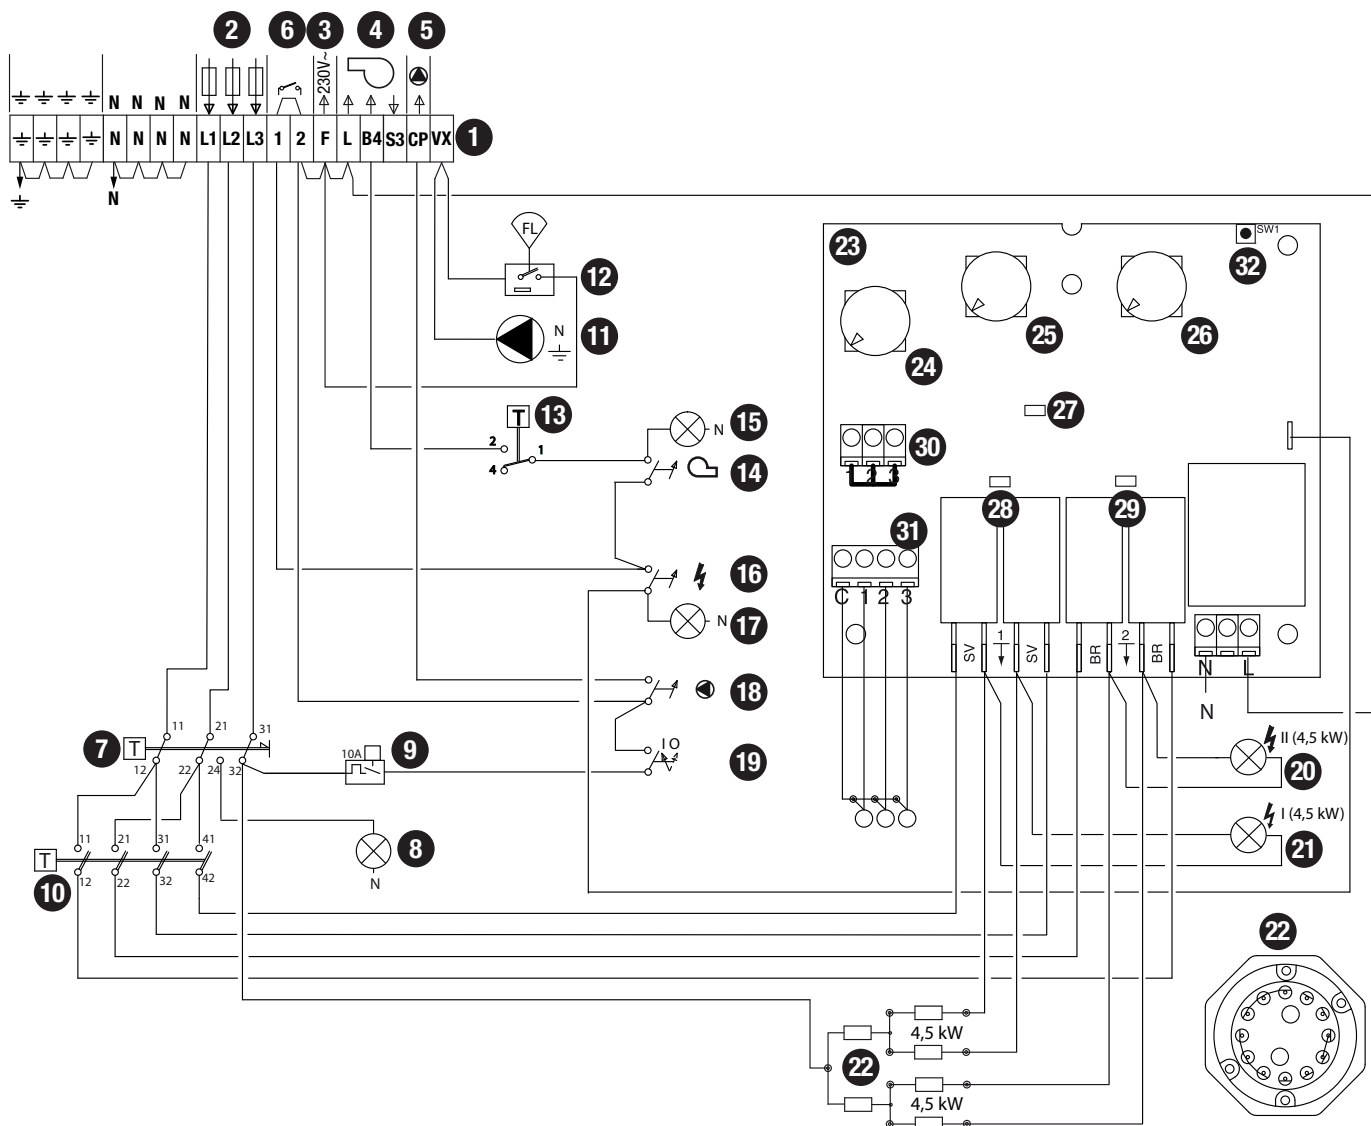 2 6 3 4 5
230V~
N N N N
N N N N L1 L2 L3 1 2 F L B4 S3 CP VX 1
N
FL
12
N 11
T 13
2 1
4
15 N
14
16
17 N
18
I O
19
23
SW1
32
24 25 26
27
30
1 2 3
28 29
31
C 1 2 3
SV 1 SV BR 2 BR
N L
N
II (4,5 kW)
20
I (4,5 kW)
21
7 T
11 21 31
12 22 24 32
10A 9
8
N
11 21 31 41
T
10
12 22 32 42
22
4,5 kW
22
4,5 kW